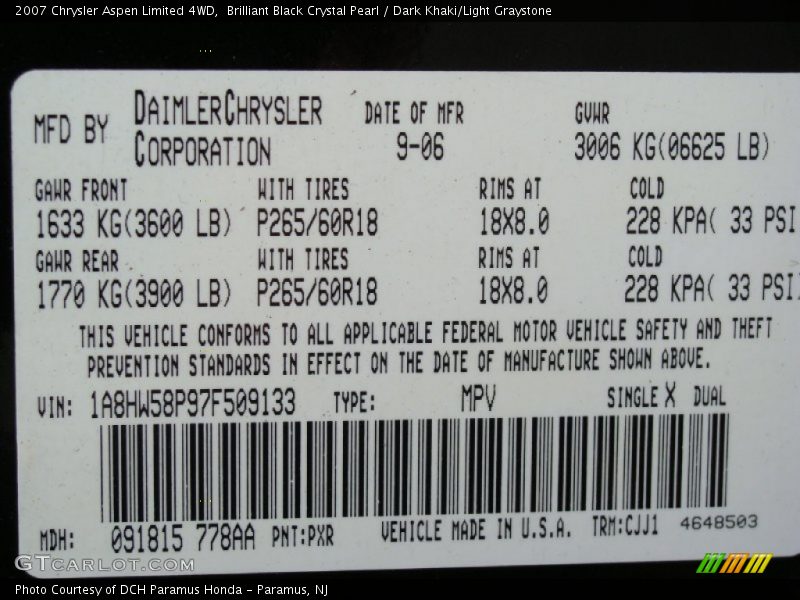 2007 Chrysler Aspen Limited 4WD, Brilliant Black Crystal Pearl / Dark Khaki/Light Graystone
MFD BY DAIMLERCHRYSLER CORPORATION DATE OF MFR 9-06 GVWR 3006 KG(06625 LB)
GAWR FRONT WITH TIRES RIMS AT COLD
1633 KG(3600 LB) P265/60R18 18X8.0 228 KPA( 33 PSI
GAWR REAR WITH TIRES RIMS AT COLD
1770 KG(3900 LB) P265/60R18 18X8.0 228 KPA( 33 PSI)
THIS VEHICLE CONFORMS TO ALL APPLICABLE FEDERAL MOTOR VEHICLE SAFETY AND THEFT
PREVENTION STANDARDS IN EFFECT ON THE DATE OF MANUFACTURE SHOWN ABOVE.
VIN: 1A8HW58P97F509133 TYPE: MPV SINGLE X DUAL
MDH: 091815 778AA PNT:PXR VEHICLE MADE IN U.S.A. TRM:CJJ1 4648503
GTCARLOT.COM
Photo Courtesy of DCH Paramus Honda - Paramus, NJ